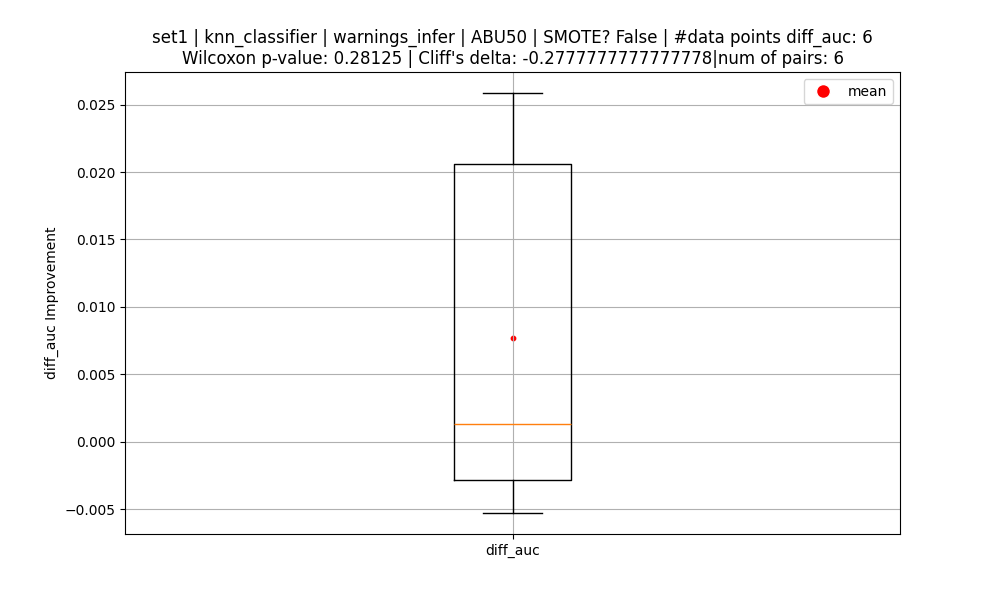 set1 | knn_classifier | warnings_infer | ABU50 | SMOTE? False | #data points diff_auc: 6
Wilcoxon p-value: 0.28125 | Cliff's delta: -0.2777777777777778|num of pairs: 6
mean
0.025
0.020
0.015
0.010
0.005
0.000
−0.005
diff_auc Improvement
diff_auc